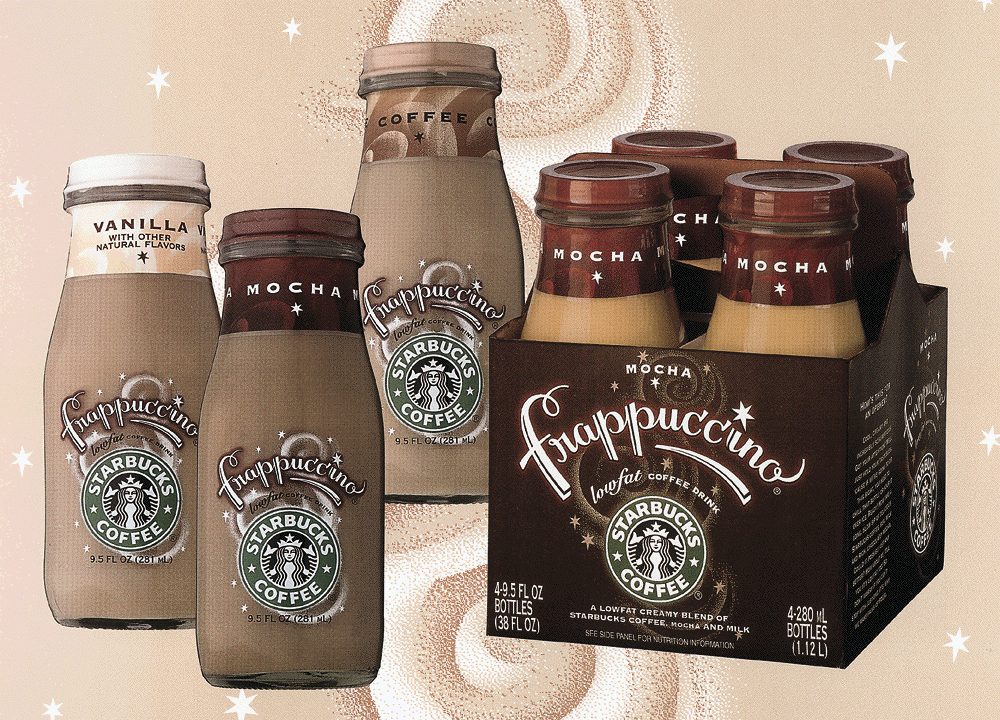 VANILLA
WITH OTHER
NATURAL FLAVORS
frappuccino
lowfat COFFEE DRINK
STARBUCKS
COFFEE
9.5 FL OZ (281 mL)
MOCHA
frappuccino
lowfat COFFEE DRINK
STARBUCKS
COFFEE
9.5 FL OZ (281 mL)
COFFEE
frappuccino
lowfat COFFEE DRINK
STARBUCKS
COFFEE
9.5 FL OZ (281 mL)
MOCHA
MOCHA
MOCHA
frappuccino®
lowfat COFFEE DRINK
STARBUCKS
COFFEE®
4-9.5 FL OZ
BOTTLES
(38 FL OZ)
A LOWFAT CREAMY BLEND OF
STARBUCKS COFFEE, MOCHA AND MILK
SEE SIDE PANEL FOR NUTRITION INFORMATION
4-280 mL
BOTTLES
(1.12 L)
MOCHA
frappuccino
STARBUCKS
COFFEE